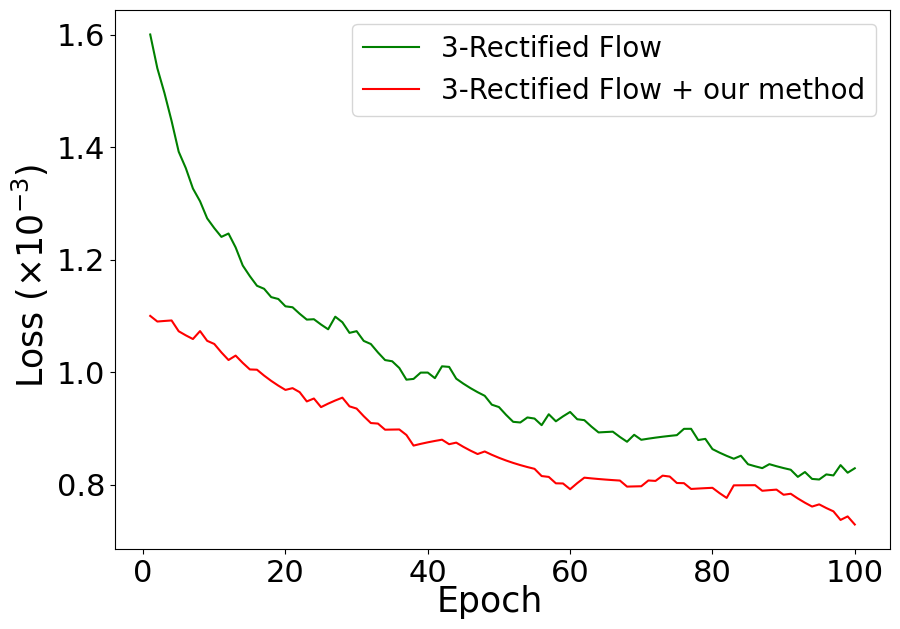 3-Rectified Flow
3-Rectified Flow + our method
1.6
1.4
1.2
1.0
0.8
Loss (×10⁻³)
0 20 40 60 80 100
Epoch